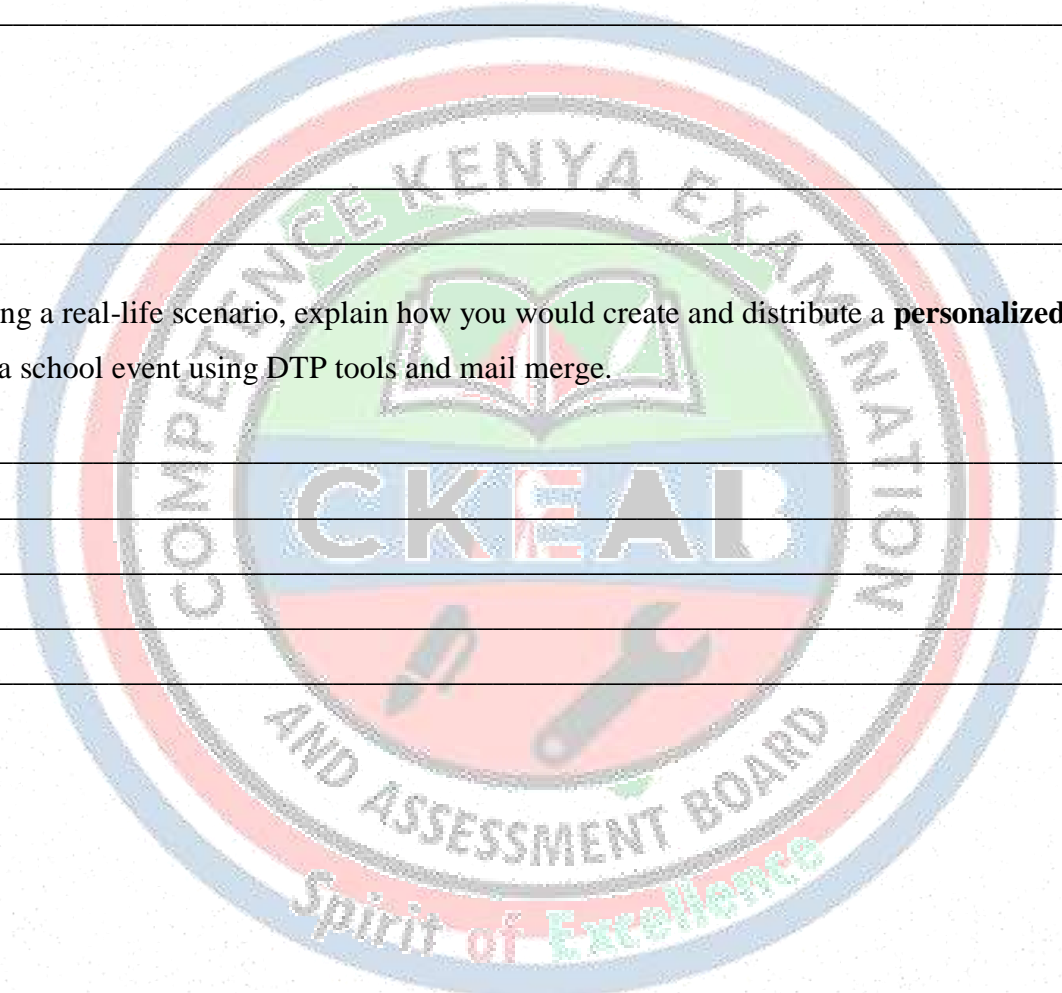 COMPETENCE KENYA EXAMINATION
ng a real-life scenario, explain how you would create and distribute a personalized
a school event using DTP tools and mail merge.
CKEAB
AND ASSESSMENT BOARD
Spirit of Excellence